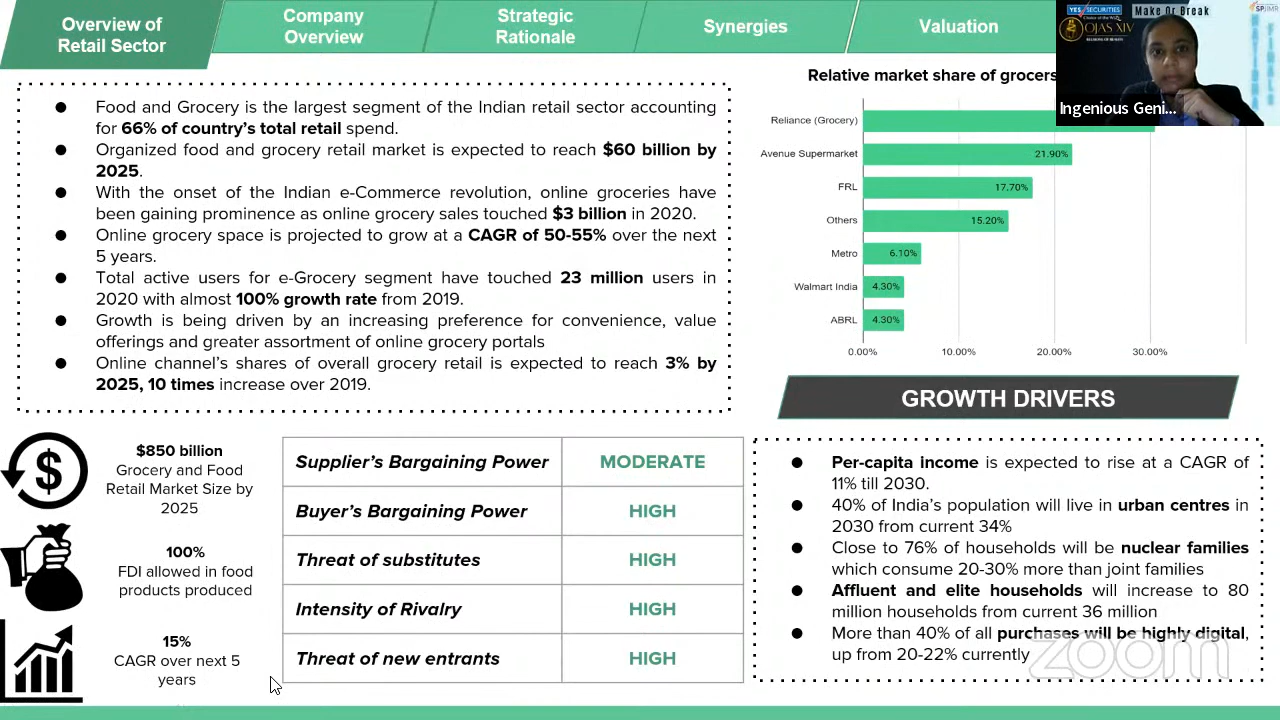 Overview of
Retail Sector
Company
Overview
Strategic
Rationale
Synergies
Valuation
YES SECURITIES
Make Or Break
SPJIMR
OJAS XIV
Ingenious Geni...
● Food and Grocery is the largest segment of the Indian retail sector accounting
for 66% of country's total retail spend.
● Organized food and grocery retail market is expected to reach $60 billion by
2025.
● With the onset of the Indian e-Commerce revolution, online groceries have
been gaining prominence as online grocery sales touched $3 billion in 2020.
● Online grocery space is projected to grow at a CAGR of 50-55% over the next
5 years.
● Total active users for e-Grocery segment have touched 23 million users in
2020 with almost 100% growth rate from 2019.
● Growth is being driven by an increasing preference for convenience, value
offerings and greater assortment of online grocery portals
● Online channel's shares of overall grocery retail is expected to reach 3% by
2025, 10 times increase over 2019.
Relative market share of grocers
Reliance (Grocery)
Avenue Supermarket 21.90%
FRL 17.70%
Others 15.20%
Metro 6.10%
Walmart India 4.30%
ABRL 4.30%
0.00% 10.00% 20.00% 30.00%
$850 billion
Grocery and Food
Retail Market Size by
2025
100%
FDI allowed in food
products produced
15%
CAGR over next 5
years
Supplier's Bargaining Power MODERATE
Buyer's Bargaining Power HIGH
Threat of substitutes HIGH
Intensity of Rivalry HIGH
Threat of new entrants HIGH
GROWTH DRIVERS
● Per-capita income is expected to rise at a CAGR of
11% till 2030.
● 40% of India's population will live in urban centres in
2030 from current 34%
● Close to 76% of households will be nuclear families
which consume 20-30% more than joint families
● Affluent and elite households will increase to 80
million households from current 36 million
● More than 40% of all purchases will be highly digital,
up from 20-22% currently
zoom